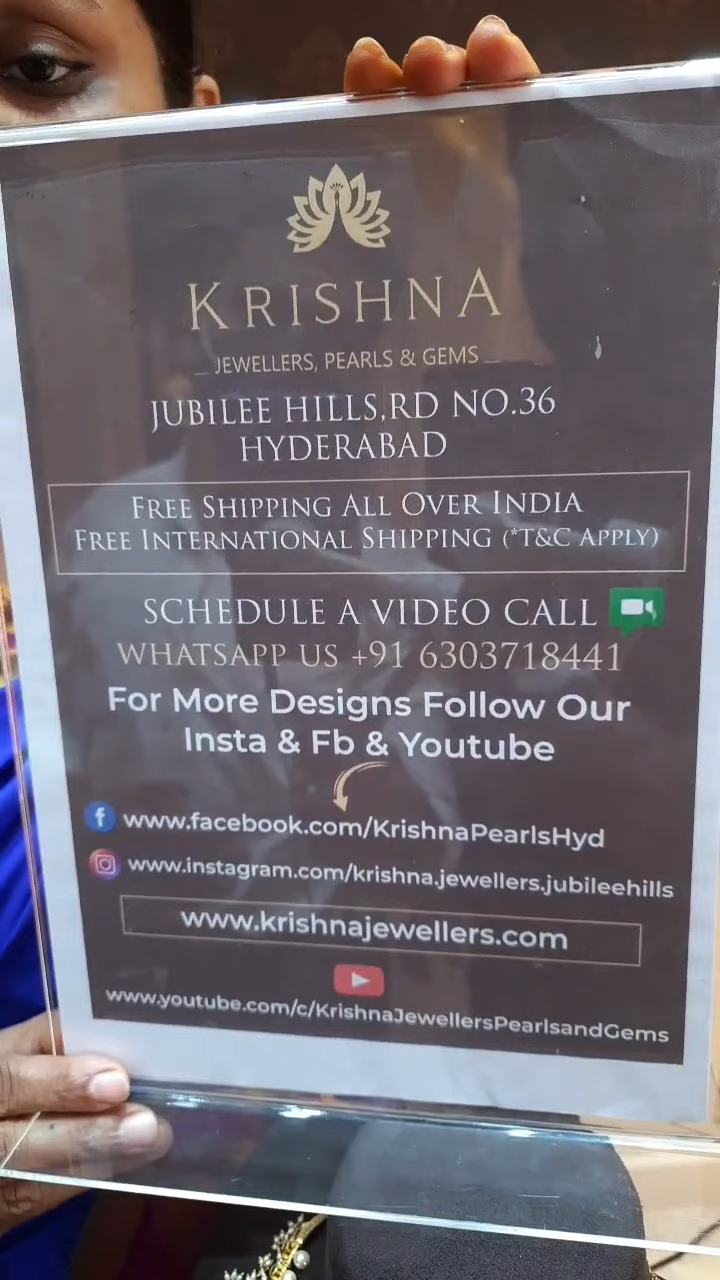 KRISHNA
JEWELLERS, PEARLS & GEMS
JUBILEE HILLS,RD NO.36
HYDERABAD
FREE SHIPPING ALL OVER INDIA
FREE INTERNATIONAL SHIPPING (*T&C APPLY)
SCHEDULE A VIDEO CALL
WHATSAPP US +91 6303718441
For More Designs Follow Our
Insta & Fb & Youtube
www.facebook.com/KrishnaPearlsHyd
www.instagram.com/krishna.jewellers.jubileehills
www.krishnajewellers.com
www.youtube.com/c/KrishnaJewellersPearlsandGems